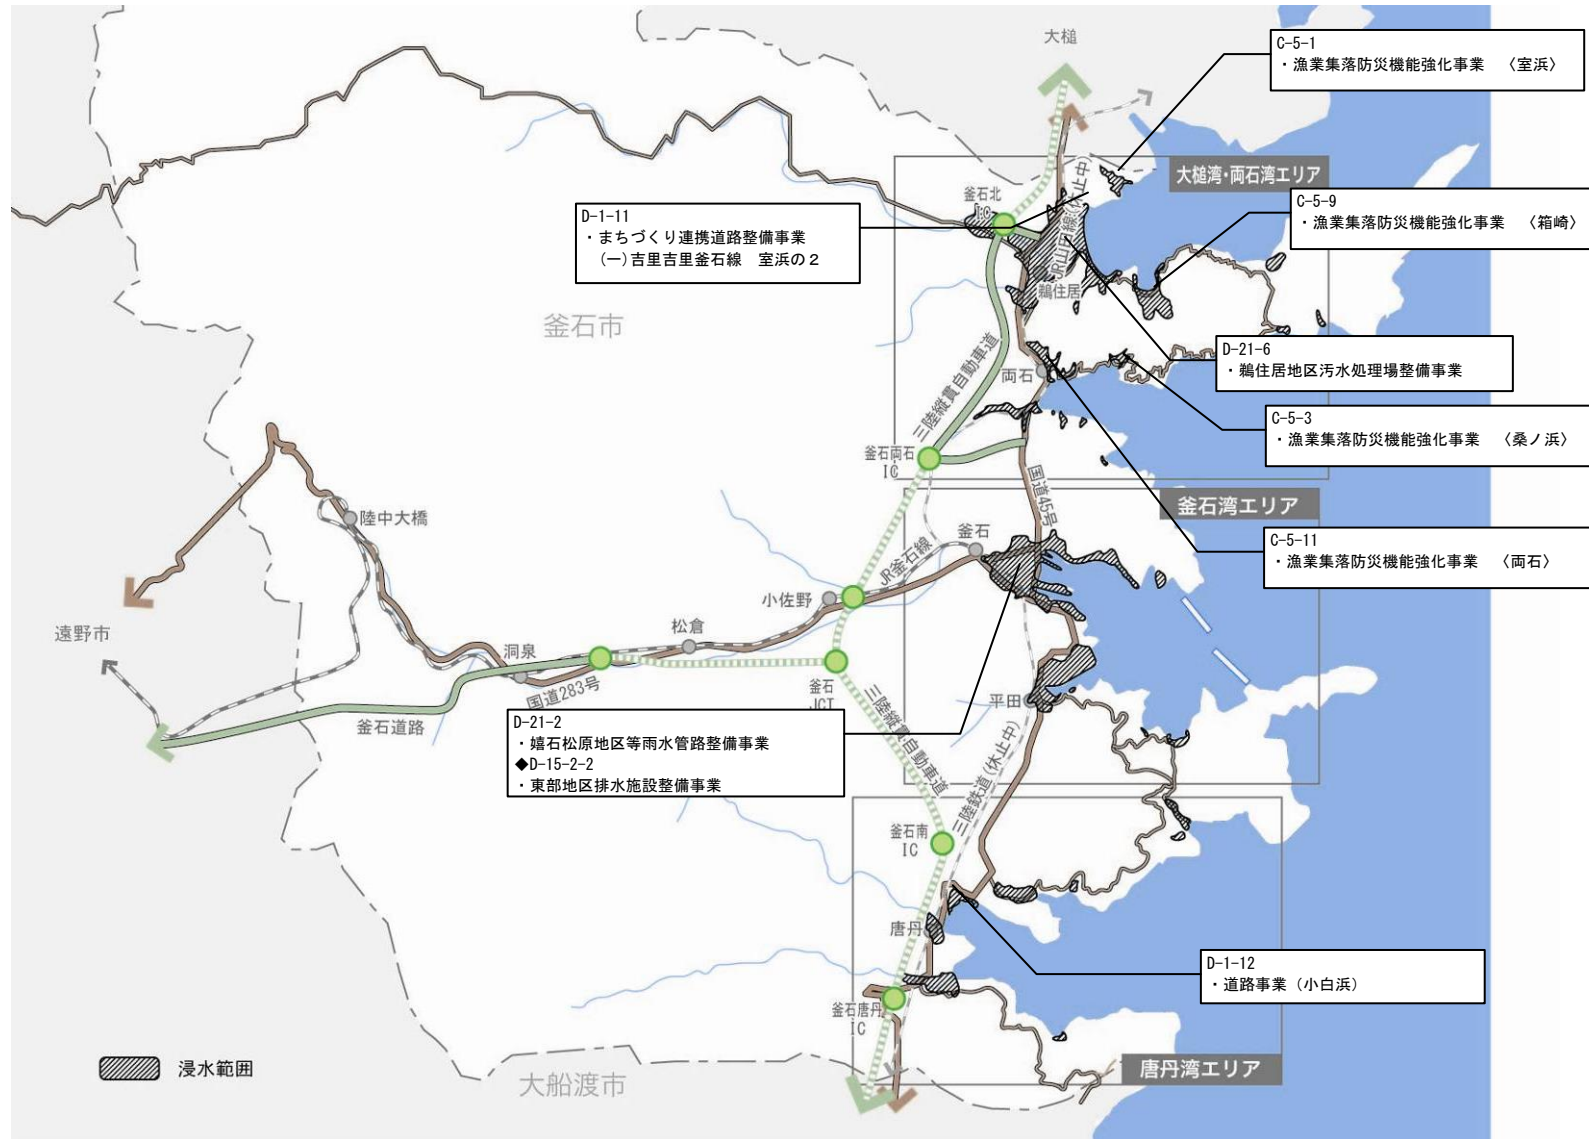 大槌
C-5-1
・漁業集落防災機能強化事業 〈室浜〉
大槌湾・両石湾エリア
釜石北
IC
JR山田線(休止中)
C-5-9
・漁業集落防災機能強化事業 〈箱崎〉
D-1-11
・まちづくり連携道路整備事業
(一)吉里吉里釜石線 室浜の2
鵜住居
釜石市
三陸縦貫自動車道
D-21-6
・鵜住居地区汚水処理場整備事業
両石
C-5-3
・漁業集落防災機能強化事業 〈桑ノ浜〉
釜石両石
IC
国道45号
釜石湾エリア
陸中大橋
釜石
C-5-11
・漁業集落防災機能強化事業 〈両石〉
JR釜石線
小佐野
松倉
遠野市
洞泉
国道283号
釜石
JCT
釜石道路
三陸縦貫自動車道
平田
D-21-2
・嬉石松原地区等雨水管路整備事業
◆D-15-2-2
・東部地区排水施設整備事業
三陸鉄道(休止中)
釜石南
IC
唐丹
D-1-12
・道路事業（小白浜）
釜石唐丹
IC
浸水範囲
大船渡市
唐丹湾エリア